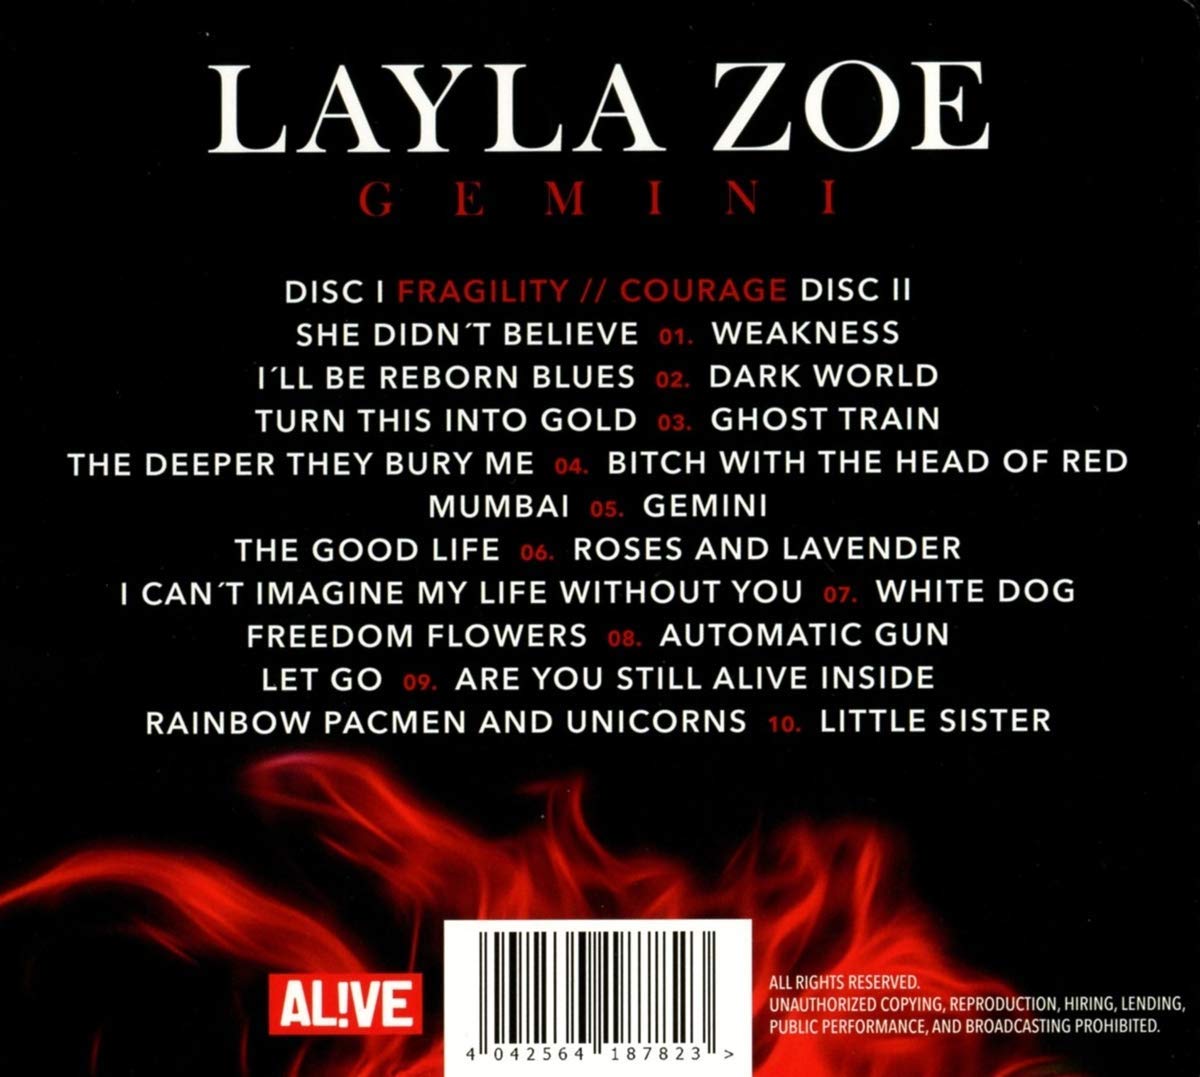 LAYLA ZOE
GEMINI
DISC I FRAGILITY // COURAGE DISC II
SHE DIDN´T BELIEVE 01. WEAKNESS
I´LL BE REBORN BLUES 02. DARK WORLD
TURN THIS INTO GOLD 03. GHOST TRAIN
THE DEEPER THEY BURY ME 04. BITCH WITH THE HEAD OF RED
MUMBAI 05. GEMINI
THE GOOD LIFE 06. ROSES AND LAVENDER
I CAN´T IMAGINE MY LIFE WITHOUT YOU 07. WHITE DOG
FREEDOM FLOWERS 08. AUTOMATIC GUN
LET GO 09. ARE YOU STILL ALIVE INSIDE
RAINBOW PACMEN AND UNICORNS 10. LITTLE SISTER
AL!VE
4 042564 187823 >
ALL RIGHTS RESERVED.
UNAUTHORIZED COPYING, REPRODUCTION, HIRING, LENDING,
PUBLIC PERFORMANCE, AND BROADCASTING PROHIBITED.